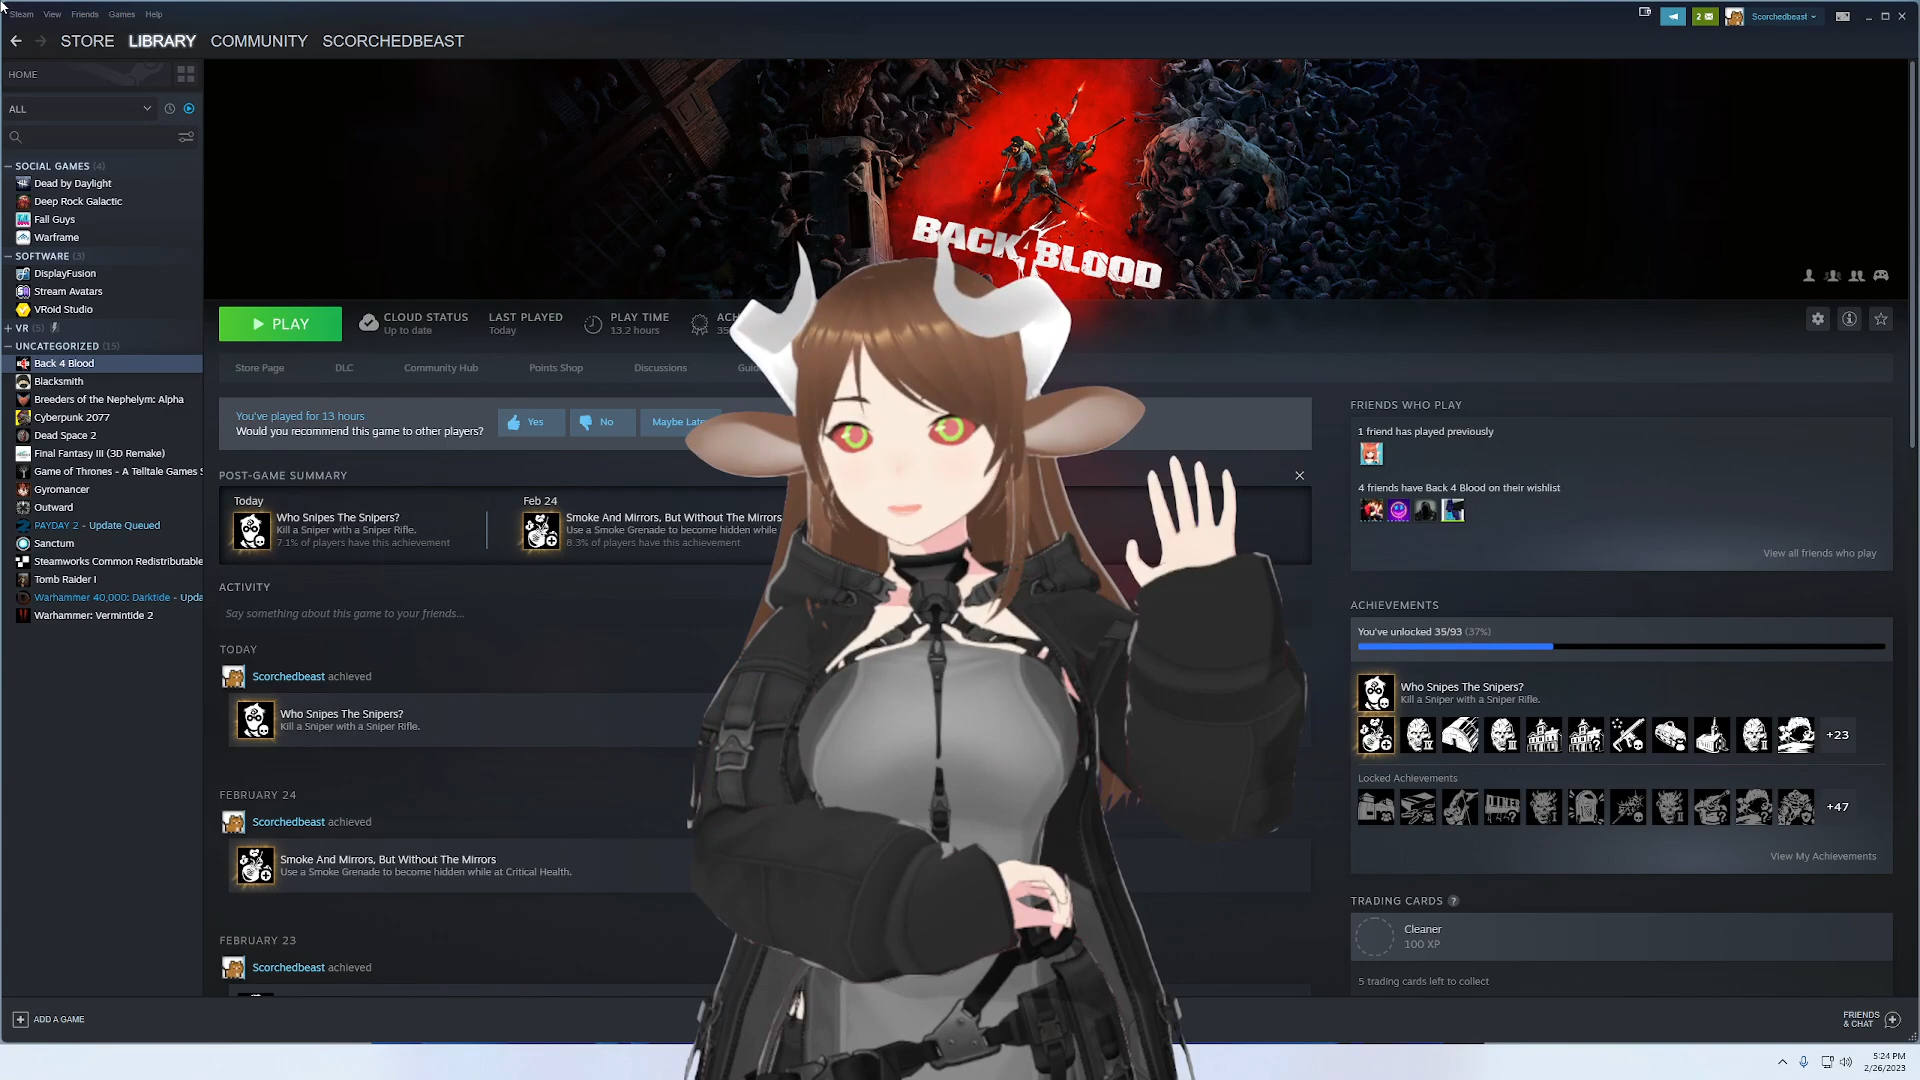 Steam View Friends Games Help
2
Scorchedbeast
STORE LIBRARY COMMUNITY SCORCHEDBEAST
HOME
ALL
SOCIAL GAMES (4)
Dead by Daylight
Deep Rock Galactic
Fall Guys
Warframe
SOFTWARE (3)
DisplayFusion
Stream Avatars
VRoid Studio
VR (5)
UNCATEGORIZED (15)
Back 4 Blood
Blacksmith
Breeders of the Nephelym: Alpha
Cyberpunk 2077
Dead Space 2
Final Fantasy III (3D Remake)
Game of Thrones - A Telltale Games S
Gyromancer
Outward
PAYDAY 2 - Update Queued
Sanctum
Steamworks Common Redistributable
Tomb Raider I
Warhammer 40,000: Darktide - Upda
Warhammer: Vermintide 2
ADD A GAME
BACK 4 BLOOD
PLAY
CLOUD STATUS
Up to date
LAST PLAYED
Today
PLAY TIME
13.2 hours
ACH
35
Store Page DLC Community Hub Points Shop Discussions Guid
You've played for 13 hours
Would you recommend this game to other players?
Yes No Maybe Late
POST-GAME SUMMARY
Today
Who Snipes The Snipers?
Kill a Sniper with a Sniper Rifle.
7.1% of players have this achievement
Feb 24
Smoke And Mirrors, But Without The Mirrors
Use a Smoke Grenade to become hidden while
8.3% of players have this achievement
ACTIVITY
Say something about this game to your friends...
TODAY
Scorchedbeast achieved
Who Snipes The Snipers?
Kill a Sniper with a Sniper Rifle.
FEBRUARY 24
Scorchedbeast achieved
Smoke And Mirrors, But Without The Mirrors
Use a Smoke Grenade to become hidden while at Critical Health.
FEBRUARY 23
Scorchedbeast achieved
FRIENDS WHO PLAY
1 friend has played previously
4 friends have Back 4 Blood on their wishlist
View all friends who play
ACHIEVEMENTS
You've unlocked 35/93 (37%)
Who Snipes The Snipers?
Kill a Sniper with a Sniper Rifle.
+23
Locked Achievements
+47
View My Achievements
TRADING CARDS ?
Cleaner
100 XP
5 trading cards left to collect
FRIENDS
& CHAT
5:24 PM
2/26/2023